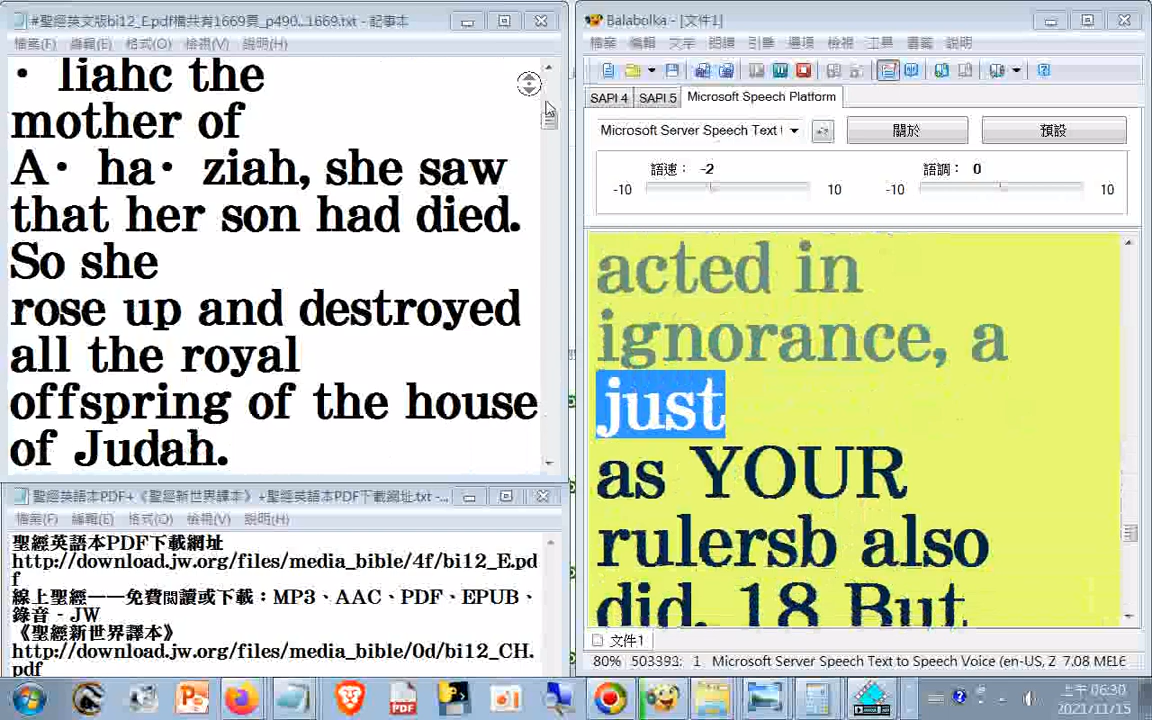 #聖經英文版bi12_E.pdf檔共有1669頁_p490...1669.txt - 記事本
檔案(F) 編輯(E) 格式(O) 檢視(V) 說明(H)
· liahc the
mother of
A· ha· ziah, she saw
that her son had died.
So she
rose up and destroyed
all the royal
offspring of the house
of Judah.
聖經英語本PDF+《聖經新世界譯本》+聖經英語本PDF下載網址.txt - ...
檔案(F) 編輯(E) 格式(O) 檢視(V) 說明(H)
聖經英語本PDF下載網址
http://download.jw.org/files/media_bible/4f/bi12_E.pd
f
線上聖經——免費閱讀或下載：MP3、AAC、PDF、EPUB、
錄音 - JW
《聖經新世界譯本》
http://download.jw.org/files/media_bible/0d/bi12_CH.
pdf
Balabolka - [文件1]
檔案 編輯 文字 朗讀 引擎 選項 檢視 工具 書籤 說明
SAPI 4 SAPI 5 Microsoft Speech Platform
Microsoft Server Speech Text 關於 預設
語速： -2 語調： 0
-10 10 -10 10
acted in
ignorance, a
just
as YOUR
rulersb also
did. 18 But
文件1
80% 503393: 1 Microsoft Server Speech Text to Speech Voice (en-US, Z 7.08 ME16
上午 06:30
2021/11/15